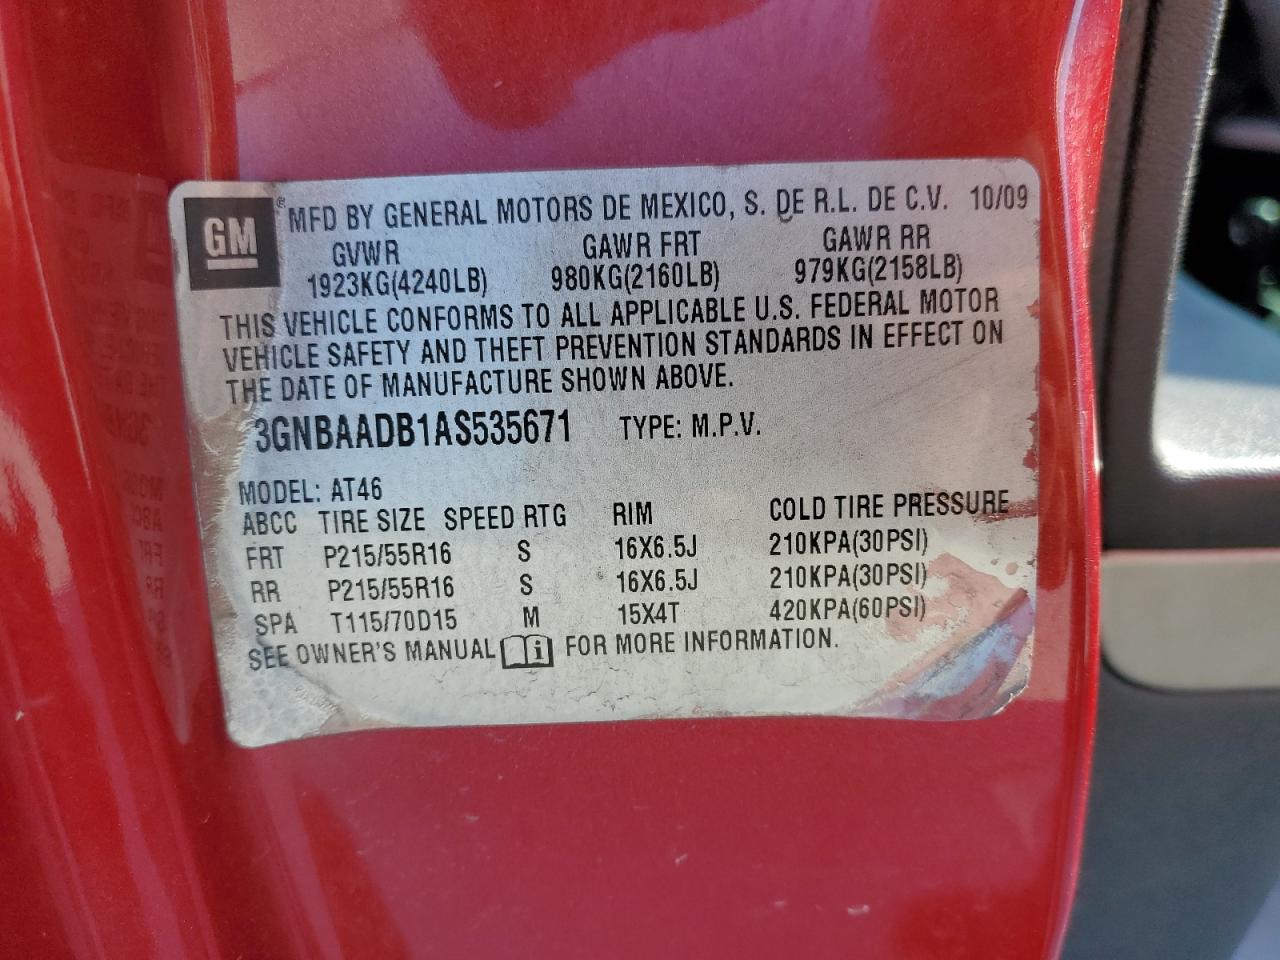 GM ® MFD BY GENERAL MOTORS DE MEXICO, S. DE R.L. DE C.V. 10/09
GVWR GAWR FRT GAWR RR
1923KG(4240LB) 980KG(2160LB) 979KG(2158LB)
THIS VEHICLE CONFORMS TO ALL APPLICABLE U.S. FEDERAL MOTOR
VEHICLE SAFETY AND THEFT PREVENTION STANDARDS IN EFFECT ON
THE DATE OF MANUFACTURE SHOWN ABOVE.
3GNBAADB1AS535671 TYPE: M.P.V.
MODEL: AT46
ABCC TIRE SIZE SPEED RTG RIM COLD TIRE PRESSURE
FRT P215/55R16 S 16X6.5J 210KPA(30PSI)
RR P215/55R16 S 16X6.5J 210KPA(30PSI)
SPA T115/70D15 M 15X4T 420KPA(60PSI)
SEE OWNER'S MANUAL i FOR MORE INFORMATION.